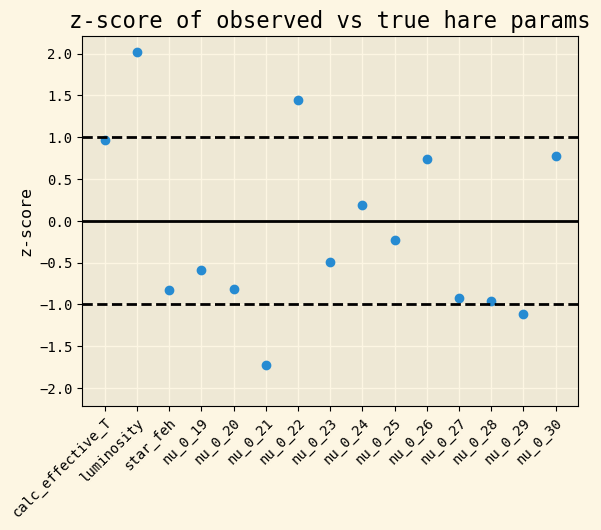 z-score of observed vs true hare params
z-score
2.0
1.5
1.0
0.5
0.0
−0.5
−1.0
−1.5
−2.0
calc_effective_T
luminosity
star_feh
nu_0_19
nu_0_20
nu_0_21
nu_0_22
nu_0_23
nu_0_24
nu_0_25
nu_0_26
nu_0_27
nu_0_28
nu_0_29
nu_0_30